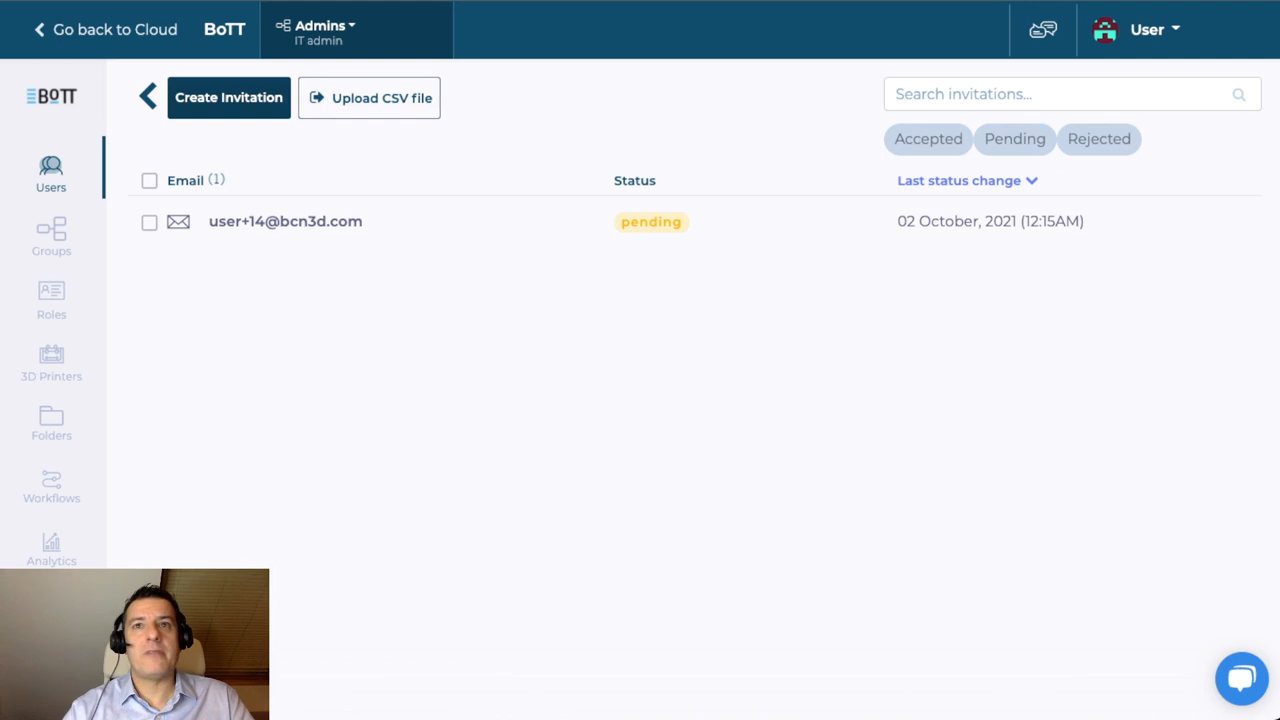 Go back to Cloud
BoTT
Admins
IT admin
User
BOTT
Create Invitation
Upload CSV file
Search invitations...
Accepted
Pending
Rejected
Users
Groups
Roles
3D Printers
Folders
Workflows
Analytics
Email (1)
Status
Last status change
user+14@bcn3d.com
pending
02 October, 2021 (12:15AM)